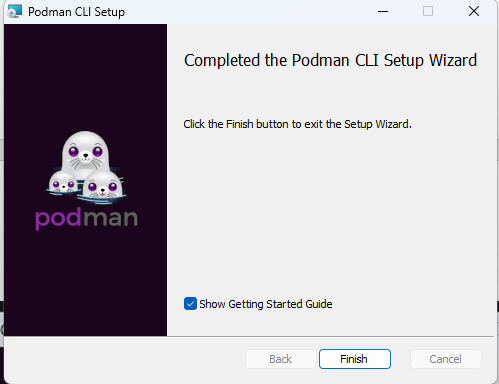 Podman CLI Setup
Completed the Podman CLI Setup Wizard
Click the Finish button to exit the Setup Wizard.
podman
Show Getting Started Guide
Back
Finish
Cancel